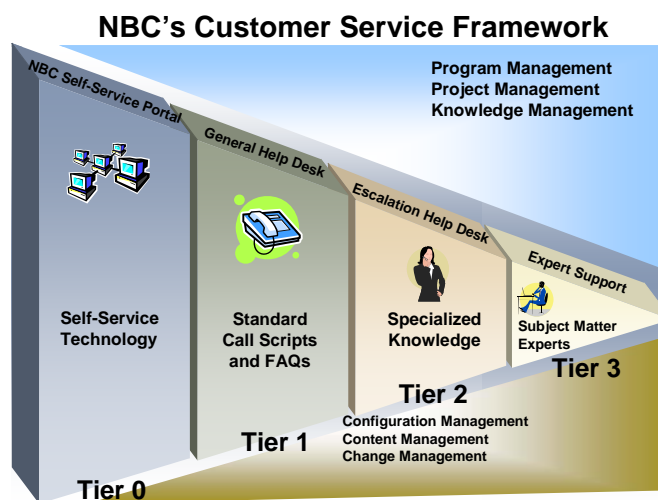 NBC's Customer Service Framework
Program Management
Project Management
Knowledge Management
NBC Self-Service Portal
General Help Desk
Escalation Help Desk
Expert Support
Self-Service
Technology
Standard
Call Scripts
and FAQs
Specialized
Knowledge
Subject Matter
Experts
Tier 0
Tier 1
Tier 2
Tier 3
Configuration Management
Content Management
Change Management